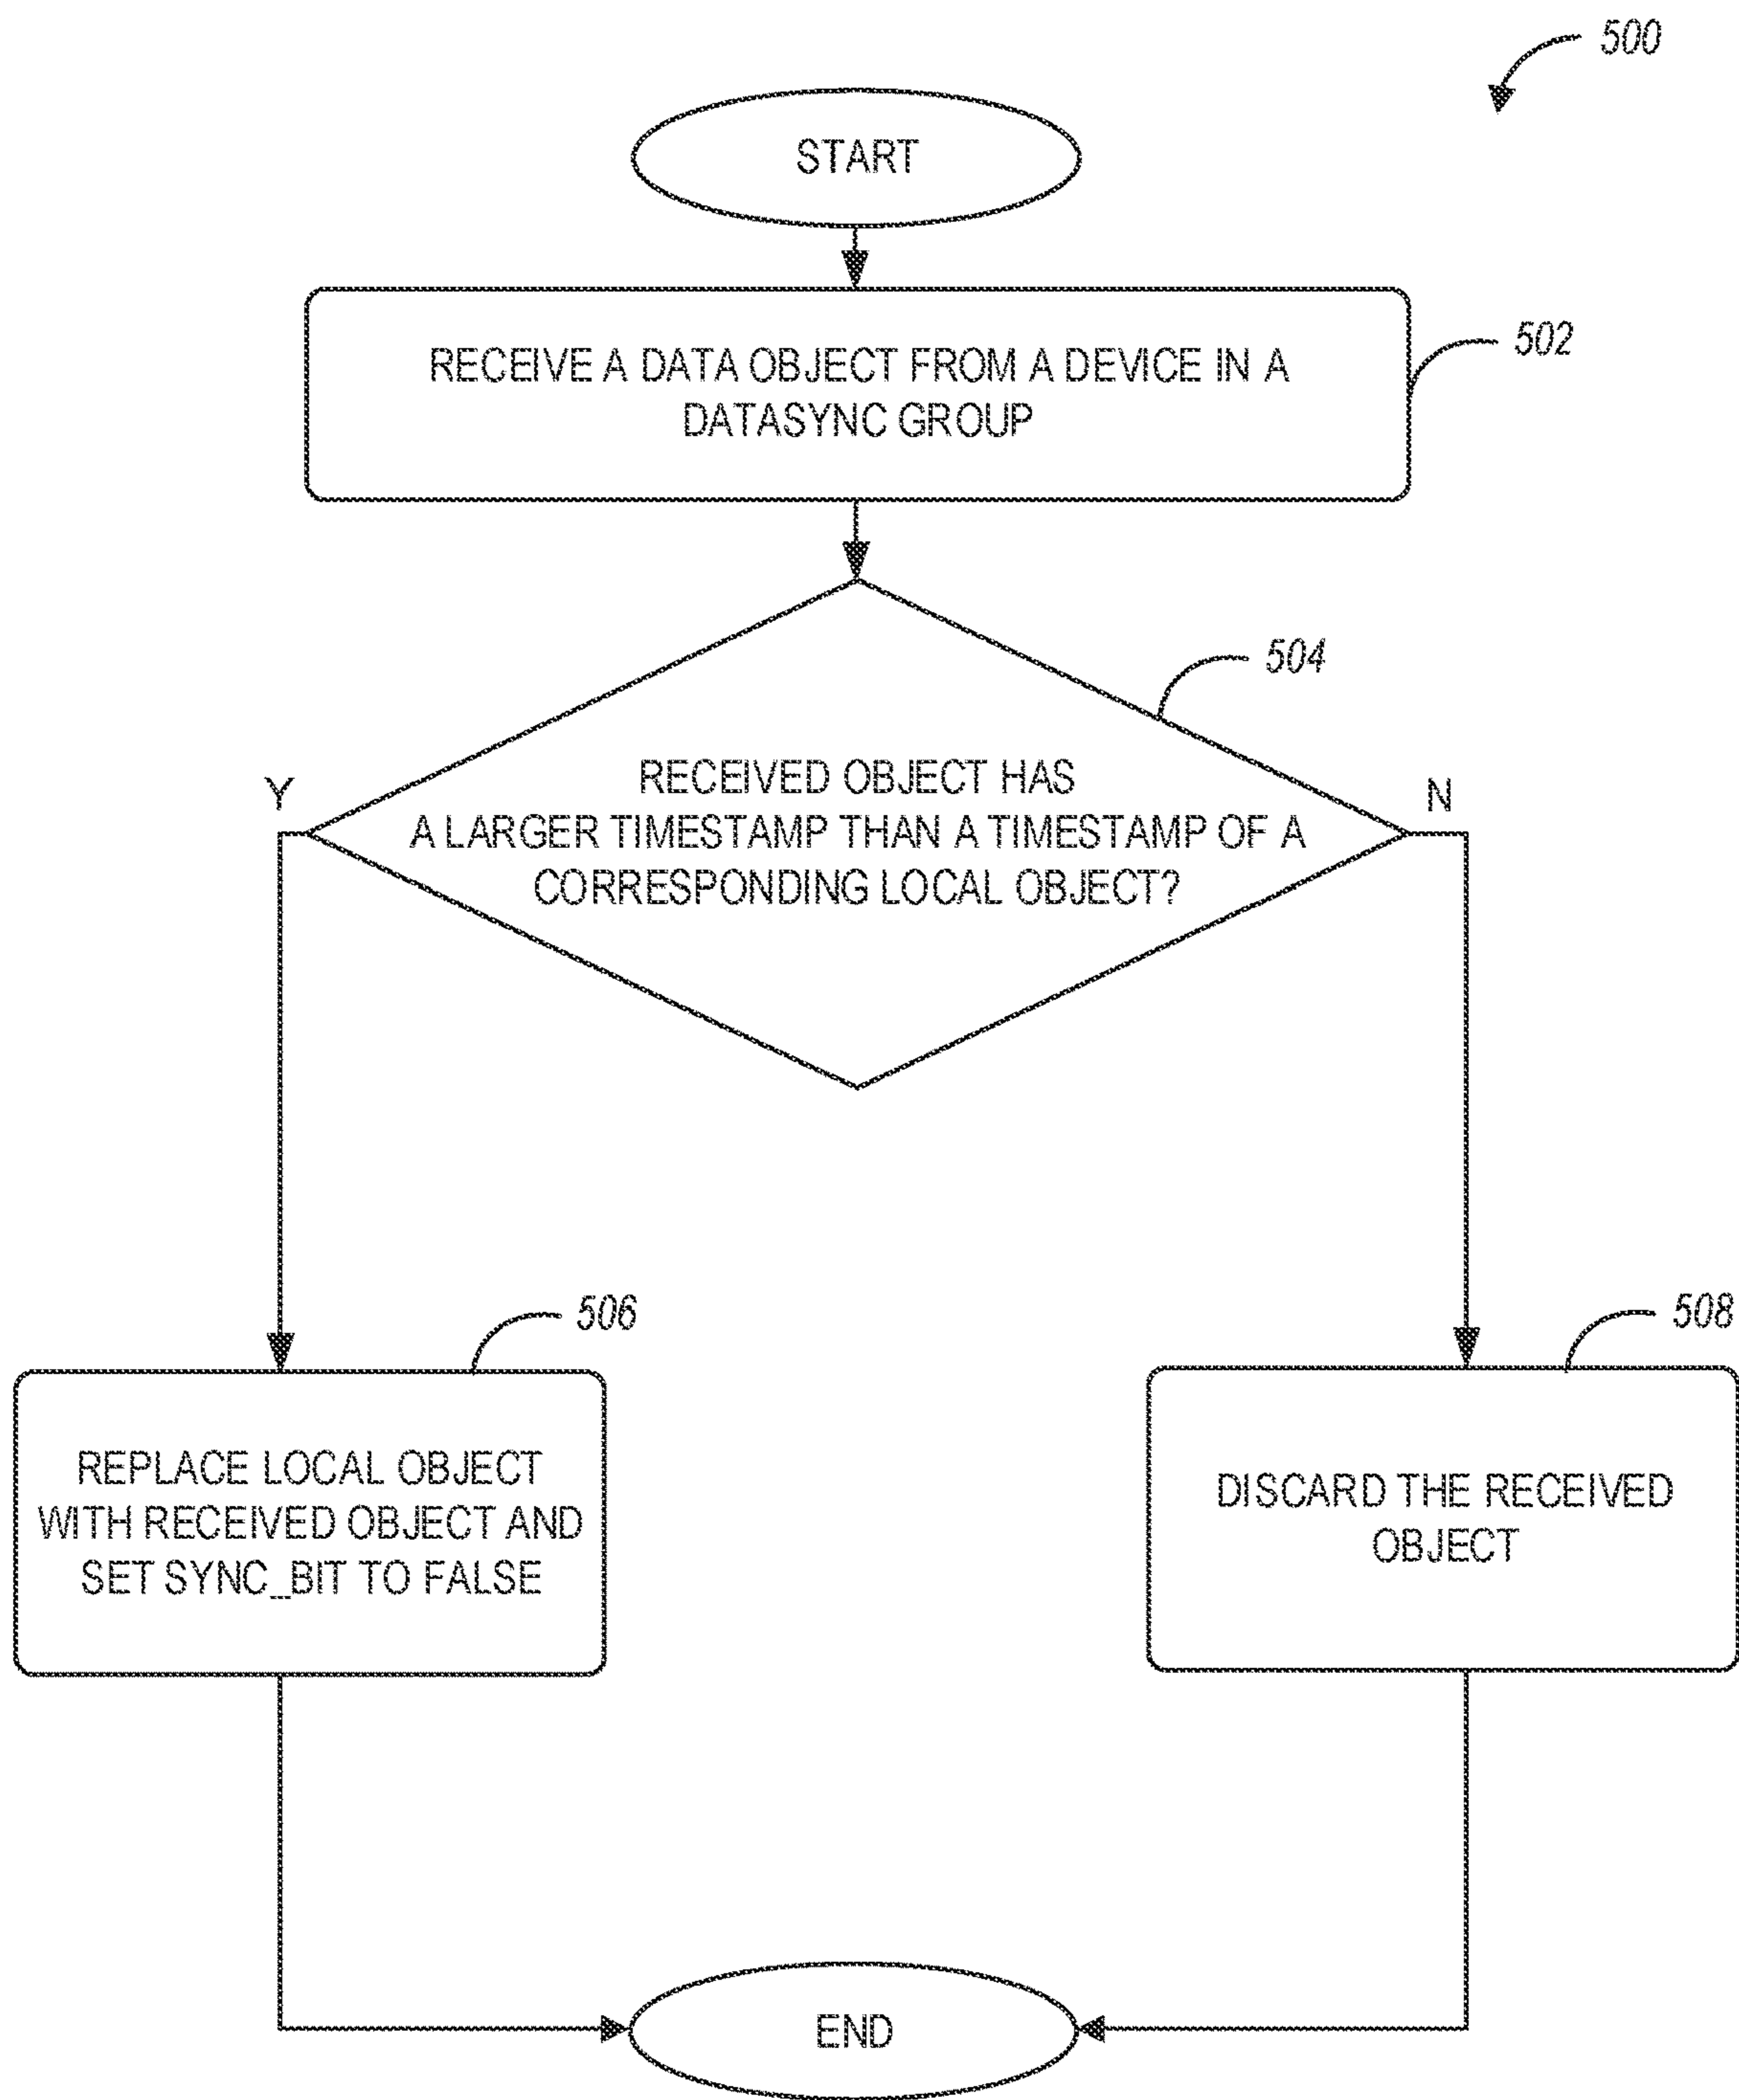 500
START
RECEIVE A DATA OBJECT FROM A DEVICE IN A
DATASYNC GROUP
502
504
RECEIVED OBJECT HAS
A LARGER TIMESTAMP THAN A TIMESTAMP OF A
CORRESPONDING LOCAL OBJECT?
Y
N
506
REPLACE LOCAL OBJECT
WITH RECEIVED OBJECT AND
SET SYNC_BIT TO FALSE
508
DISCARD THE RECEIVED
OBJECT
END